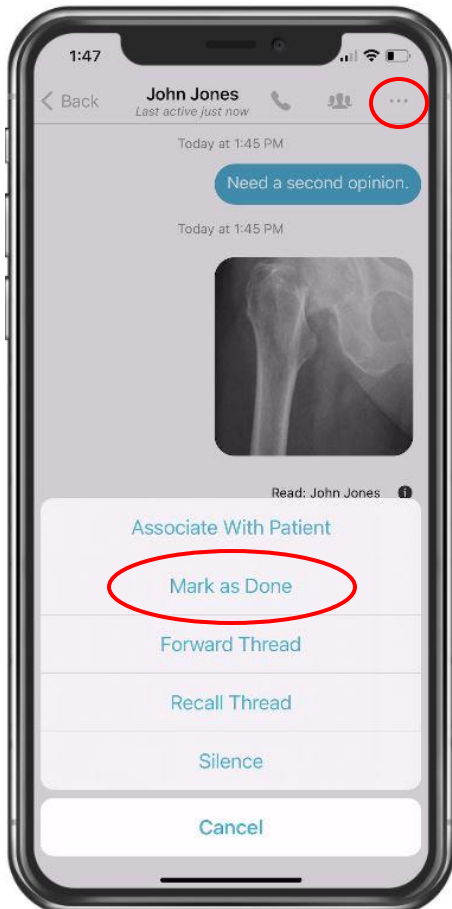 1:47
Back
John Jones
Last active just now
Today at 1:45 PM
Need a second opinion.
Today at 1:45 PM
Read: John Jones
Associate With Patient
Mark as Done
Forward Thread
Recall Thread
Silence
Cancel